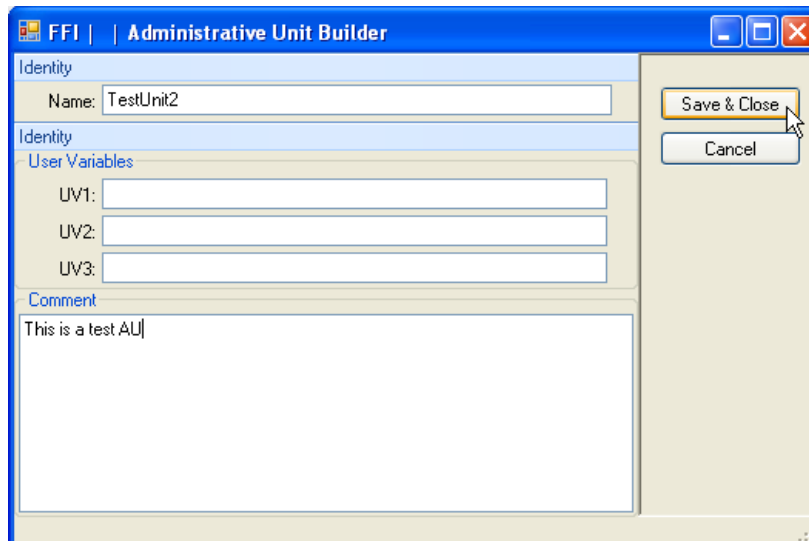 FFI | | Administrative Unit Builder
Identity
Name: TestUnit2
Save & Close
Identity
Cancel
User Variables
UV1:
UV2:
UV3:
Comment
This is a test AU